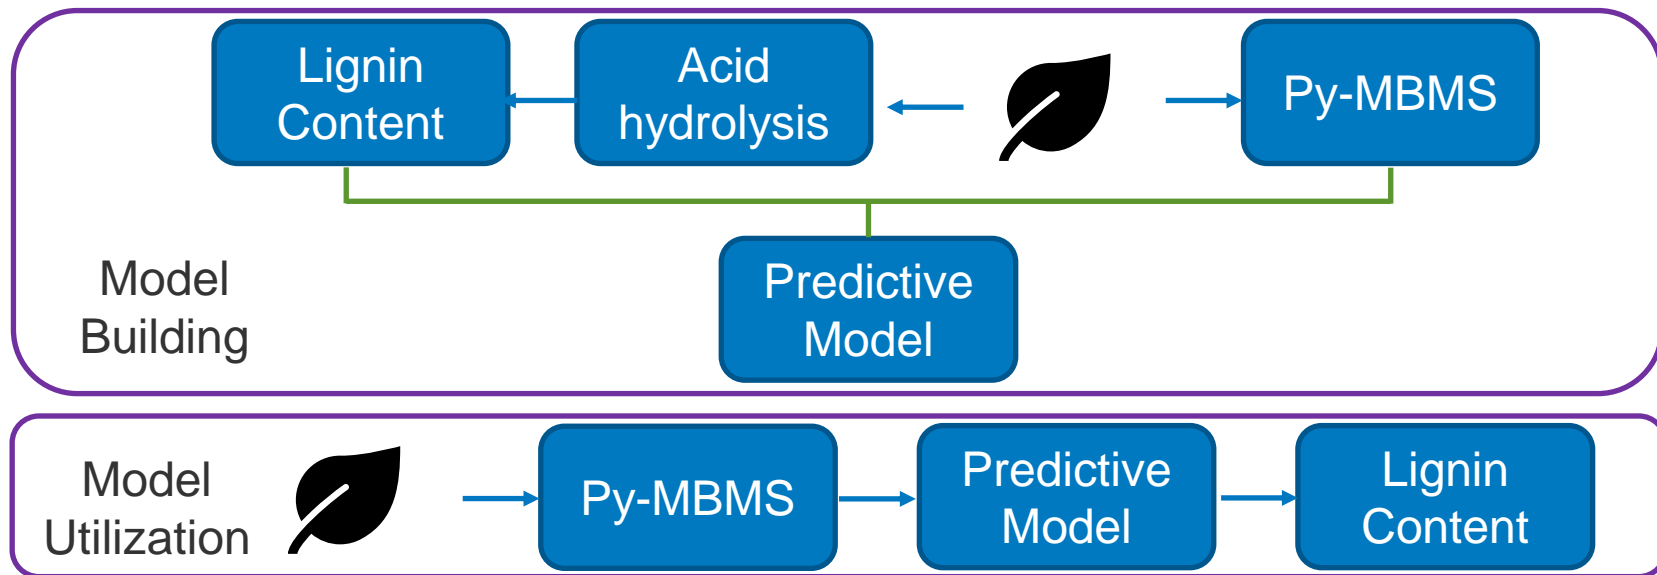 Lignin
Content
Acid
hydrolysis
Py-MBMS
Predictive
Model
Model
Building
Model
Utilization
Py-MBMS
Predictive
Model
Lignin
Content